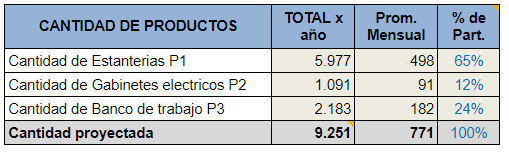 CANTIDAD DE PRODUCTOS TOTAL x año Prom. Mensual % de Part.
Cantidad de Estanterias P1 5.977 498 65%
Cantidad de Gabinetes electricos P2 1.091 91 12%
Cantidad de Banco de trabajo P3 2.183 182 24%
Cantidad proyectada 9.251 771 100%